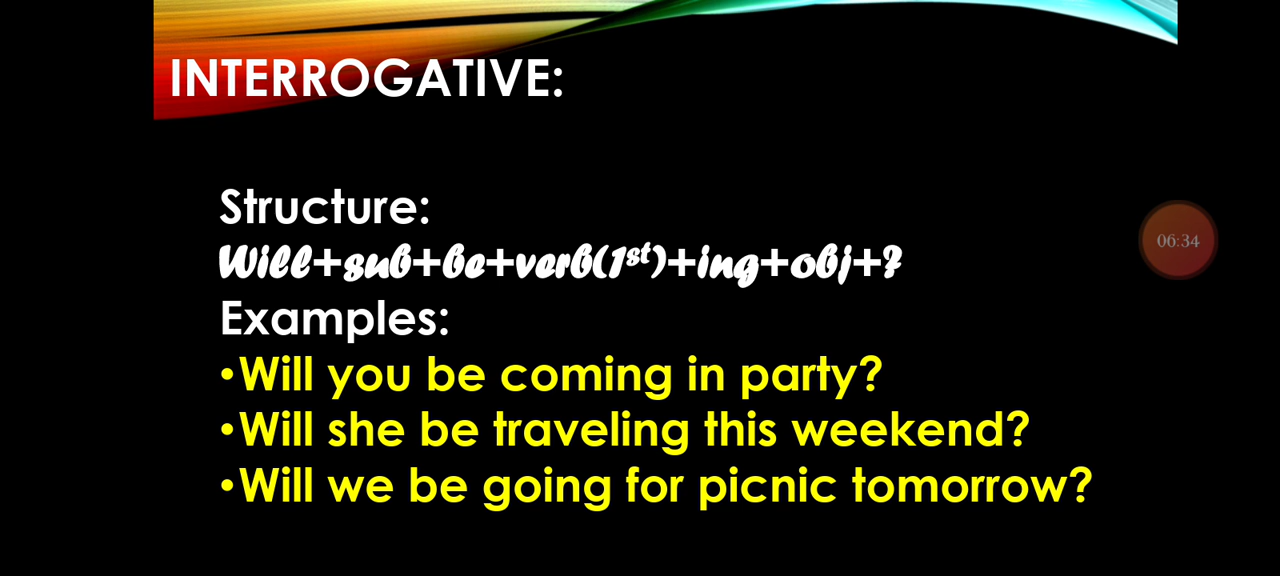 INTERROGATIVE:
Structure:
Will+sub+be+verb(1st)+ing+obj+?
06:34
Examples:
•Will you be coming in party?
•Will she be traveling this weekend?
•Will we be going for picnic tomorrow?